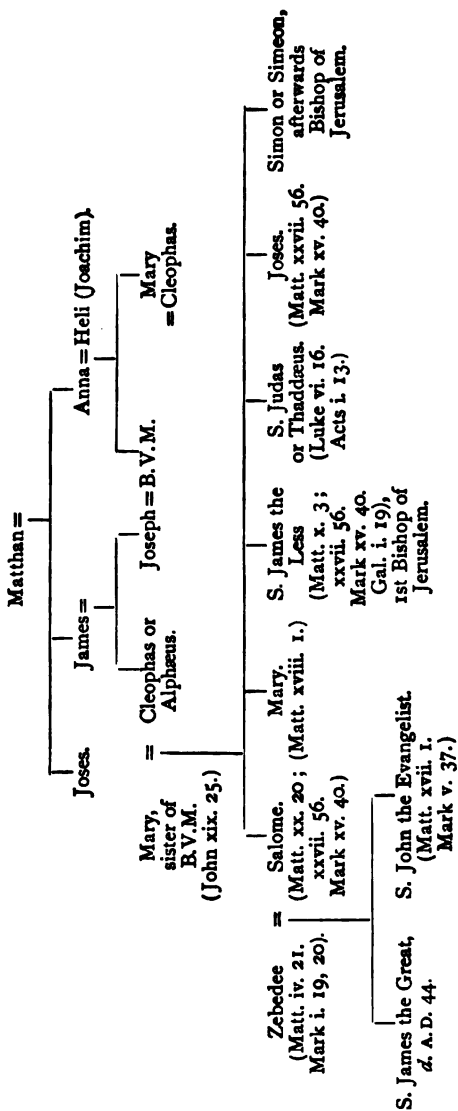 Matthan=
Joses.
James=
Anna=Heli (Joachim).
Cleophas or
Alphæus.
Joseph=B.V.M.
Mary
=Cleophas.
Mary,
sister of
B.V.M.
(John xix. 25.)
=
Zebedee
(Matt. iv. 21.
Mark i. 19, 20).
=
Salome.
(Matt. xx. 20;
xxvii. 56.
Mark xv. 40.)
Mary.
(Matt. xviii. 1.)
S. James the
Less
(Matt. x. 3;
xxvii. 56.
Mark xv. 40.
Gal. i. 19),
1st Bishop of
Jerusalem.
S. Judas
or Thaddæus.
(Luke vi. 16.
Acts i. 13.)
Joses.
(Matt. xxvii. 56.
Mark xv. 40.)
Simon or Simeon,
afterwards
Bishop of
Jerusalem.
S. James the Great,
d. A.D. 44.
S. John the Evangelist.
(Matt. xvii. 1.
Mark v. 37.)